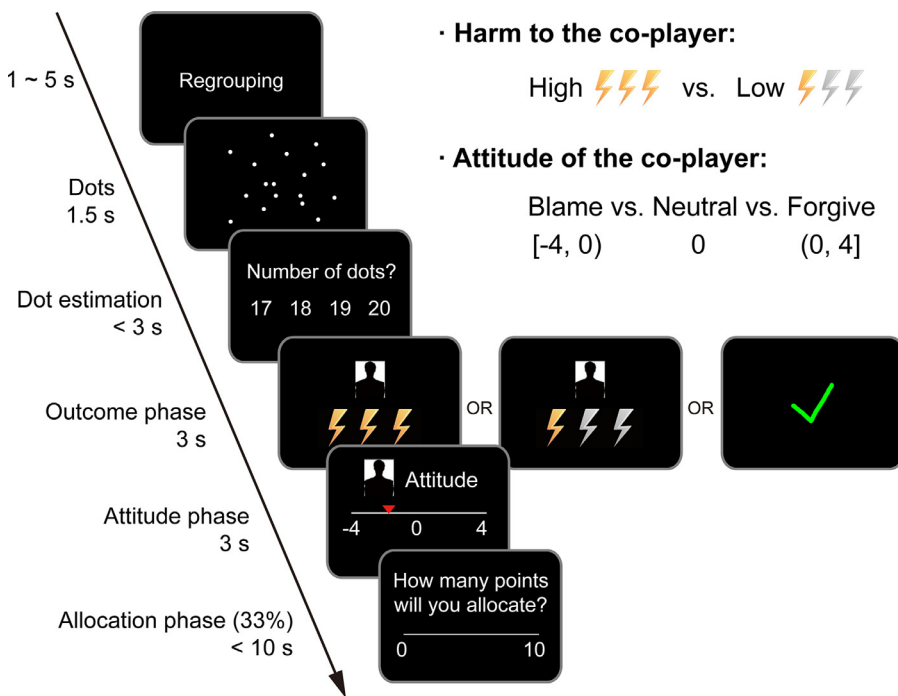 1 ~ 5 s
Regrouping
Dots
1.5 s
Number of dots?
17 18 19 20
Dot estimation
< 3 s
Outcome phase
3 s
OR
OR
Attitude
-4 0 4
Attitude phase
3 s
How many points
will you allocate?
0 10
Allocation phase (33%)
< 10 s
· Harm to the co-player:
High vs. Low
· Attitude of the co-player:
Blame vs. Neutral vs. Forgive
[-4, 0) 0 (0, 4]